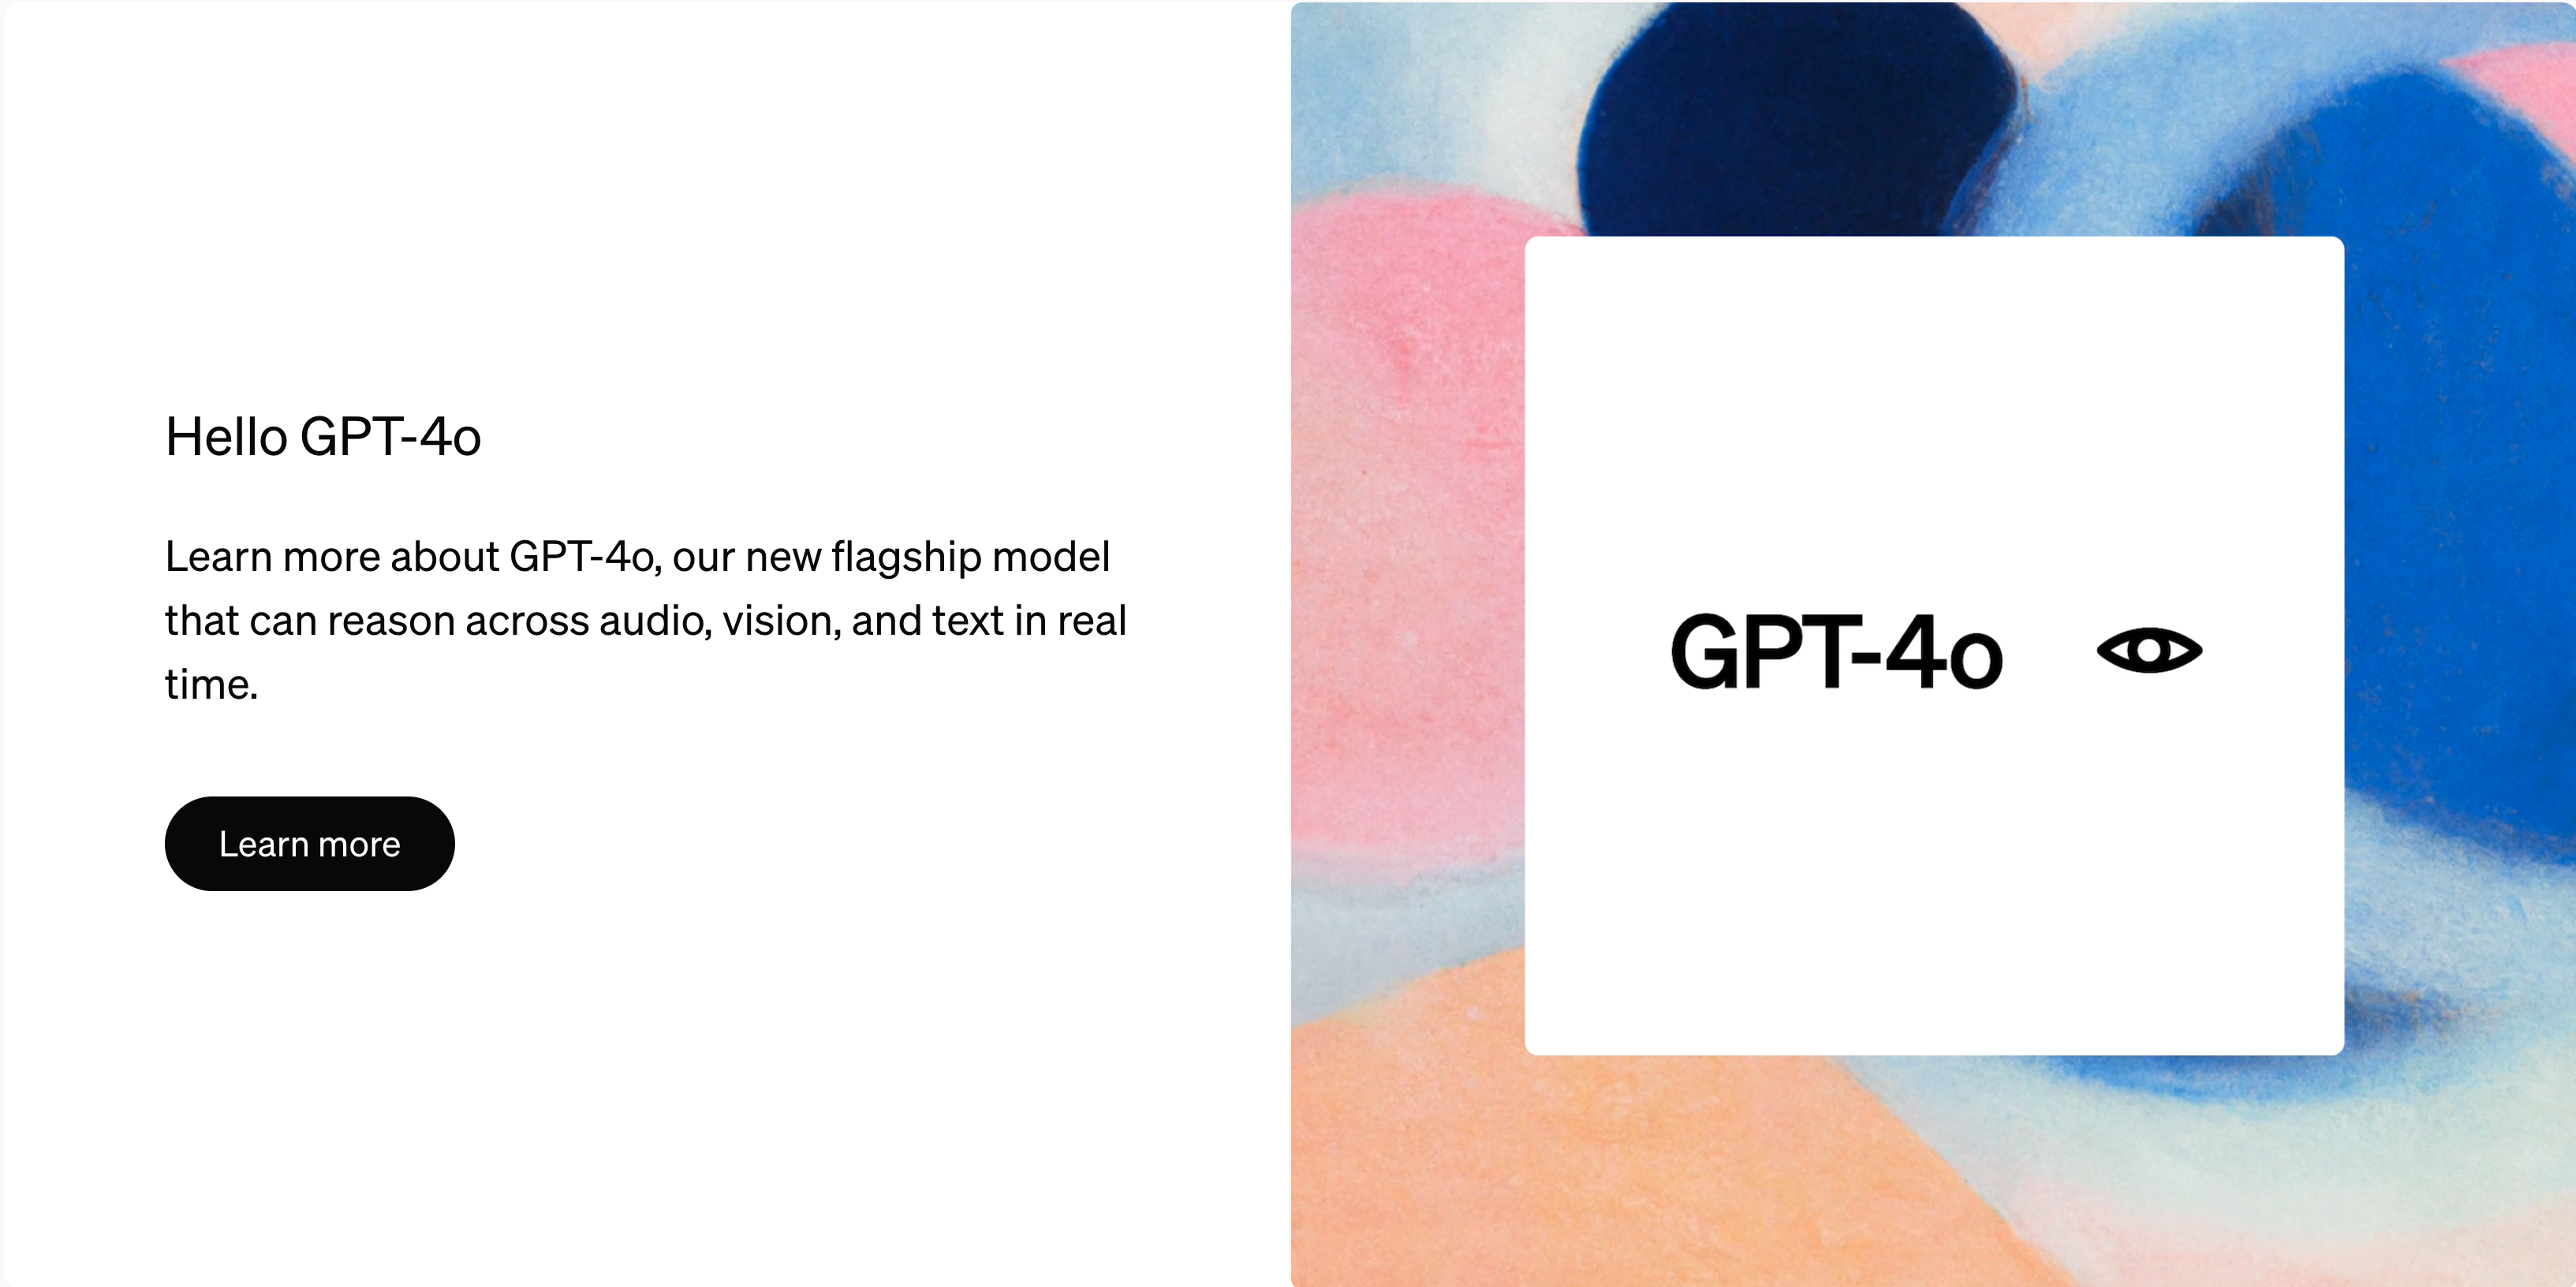 Hello GPT-4o
Learn more about GPT-4o, our new flagship model
that can reason across audio, vision, and text in real
time.
Learn more
GPT-4o